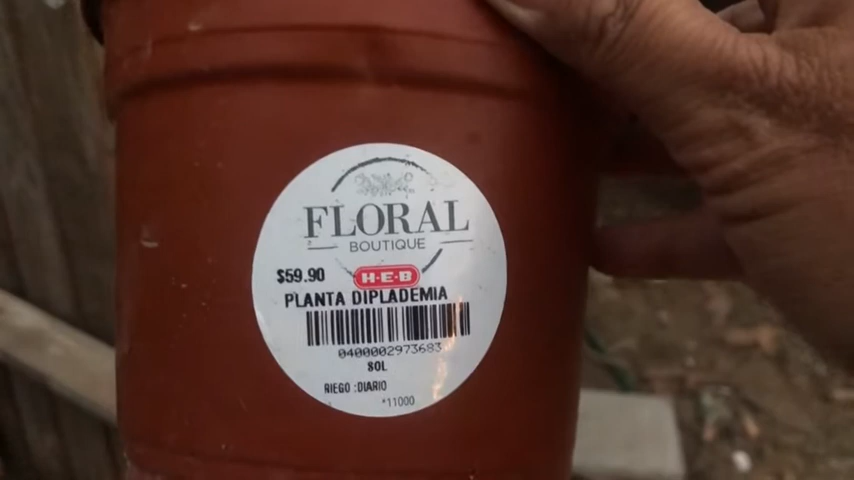 FLORAL
BOUTIQUE
$59.90
H-E-B
PLANTA DIPLADEMIA
0400002973683
SOL
RIEGO :DIARIO
*11000